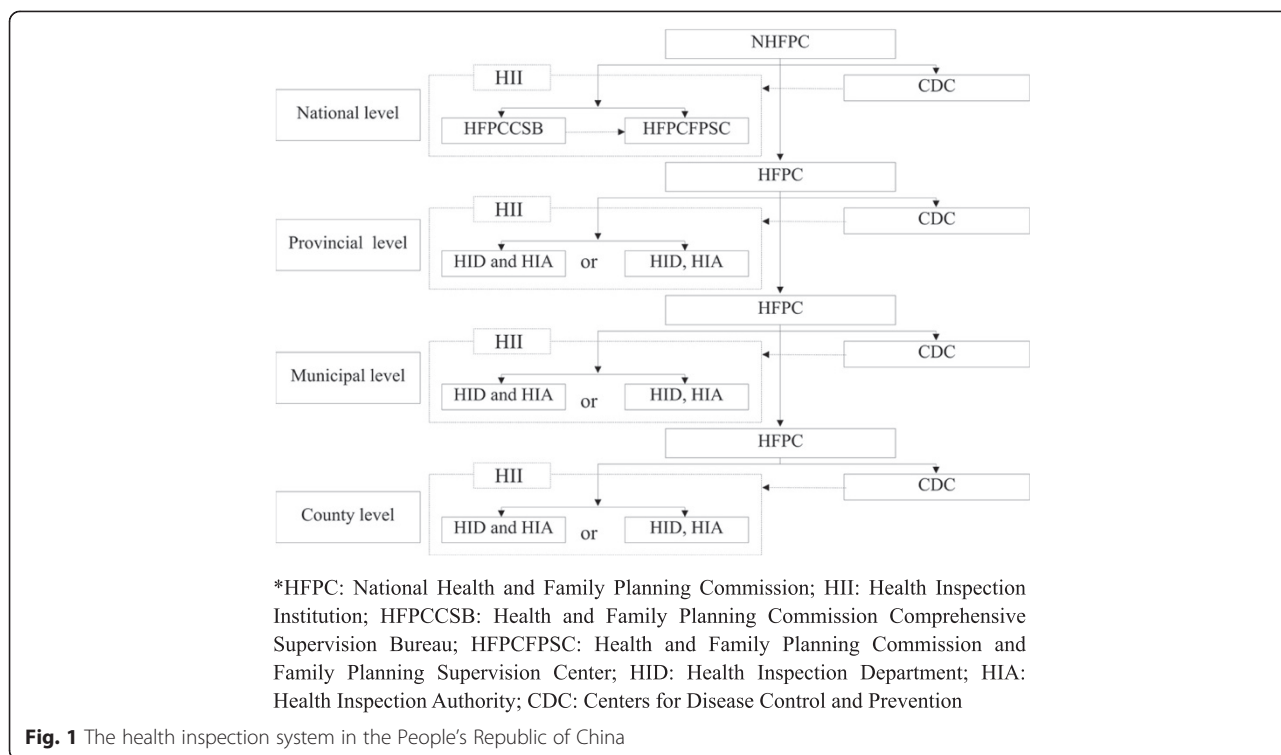 NHFPC
HII
CDC
National level
HFPCCSB
HFPCFPSC
HFPC
HII
CDC
Provincial level
HID and HIA
or
HID, HIA
HFPC
HII
CDC
Municipal level
HID and HIA
or
HID, HIA
HFPC
HII
CDC
County level
HID and HIA
or
HID, HIA
*HFPC: National Health and Family Planning Commission; HII: Health Inspection
Institution; HFPCCSB: Health and Family Planning Commission Comprehensive
Supervision Bureau; HFPCFPSC: Health and Family Planning Commission and
Family Planning Supervision Center; HID: Health Inspection Department; HIA:
Health Inspection Authority; CDC: Centers for Disease Control and Prevention
Fig. 1 The health inspection system in the People's Republic of China